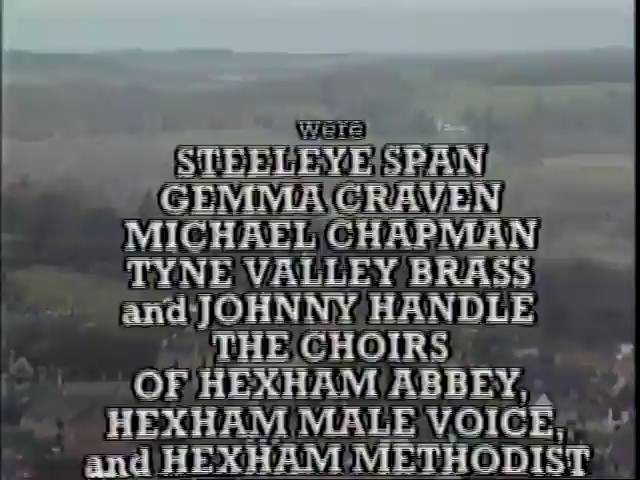 were
STEELEYE SPAN
GEMMA CRAVEN
MICHAEL CHAPMAN
TYNE VALLEY BRASS
and JOHNNY HANDLE
THE CHOIRS
OF HEXHAM ABBEY,
HEXHAM MALE VOICE,
and HEXHAM METHODIST